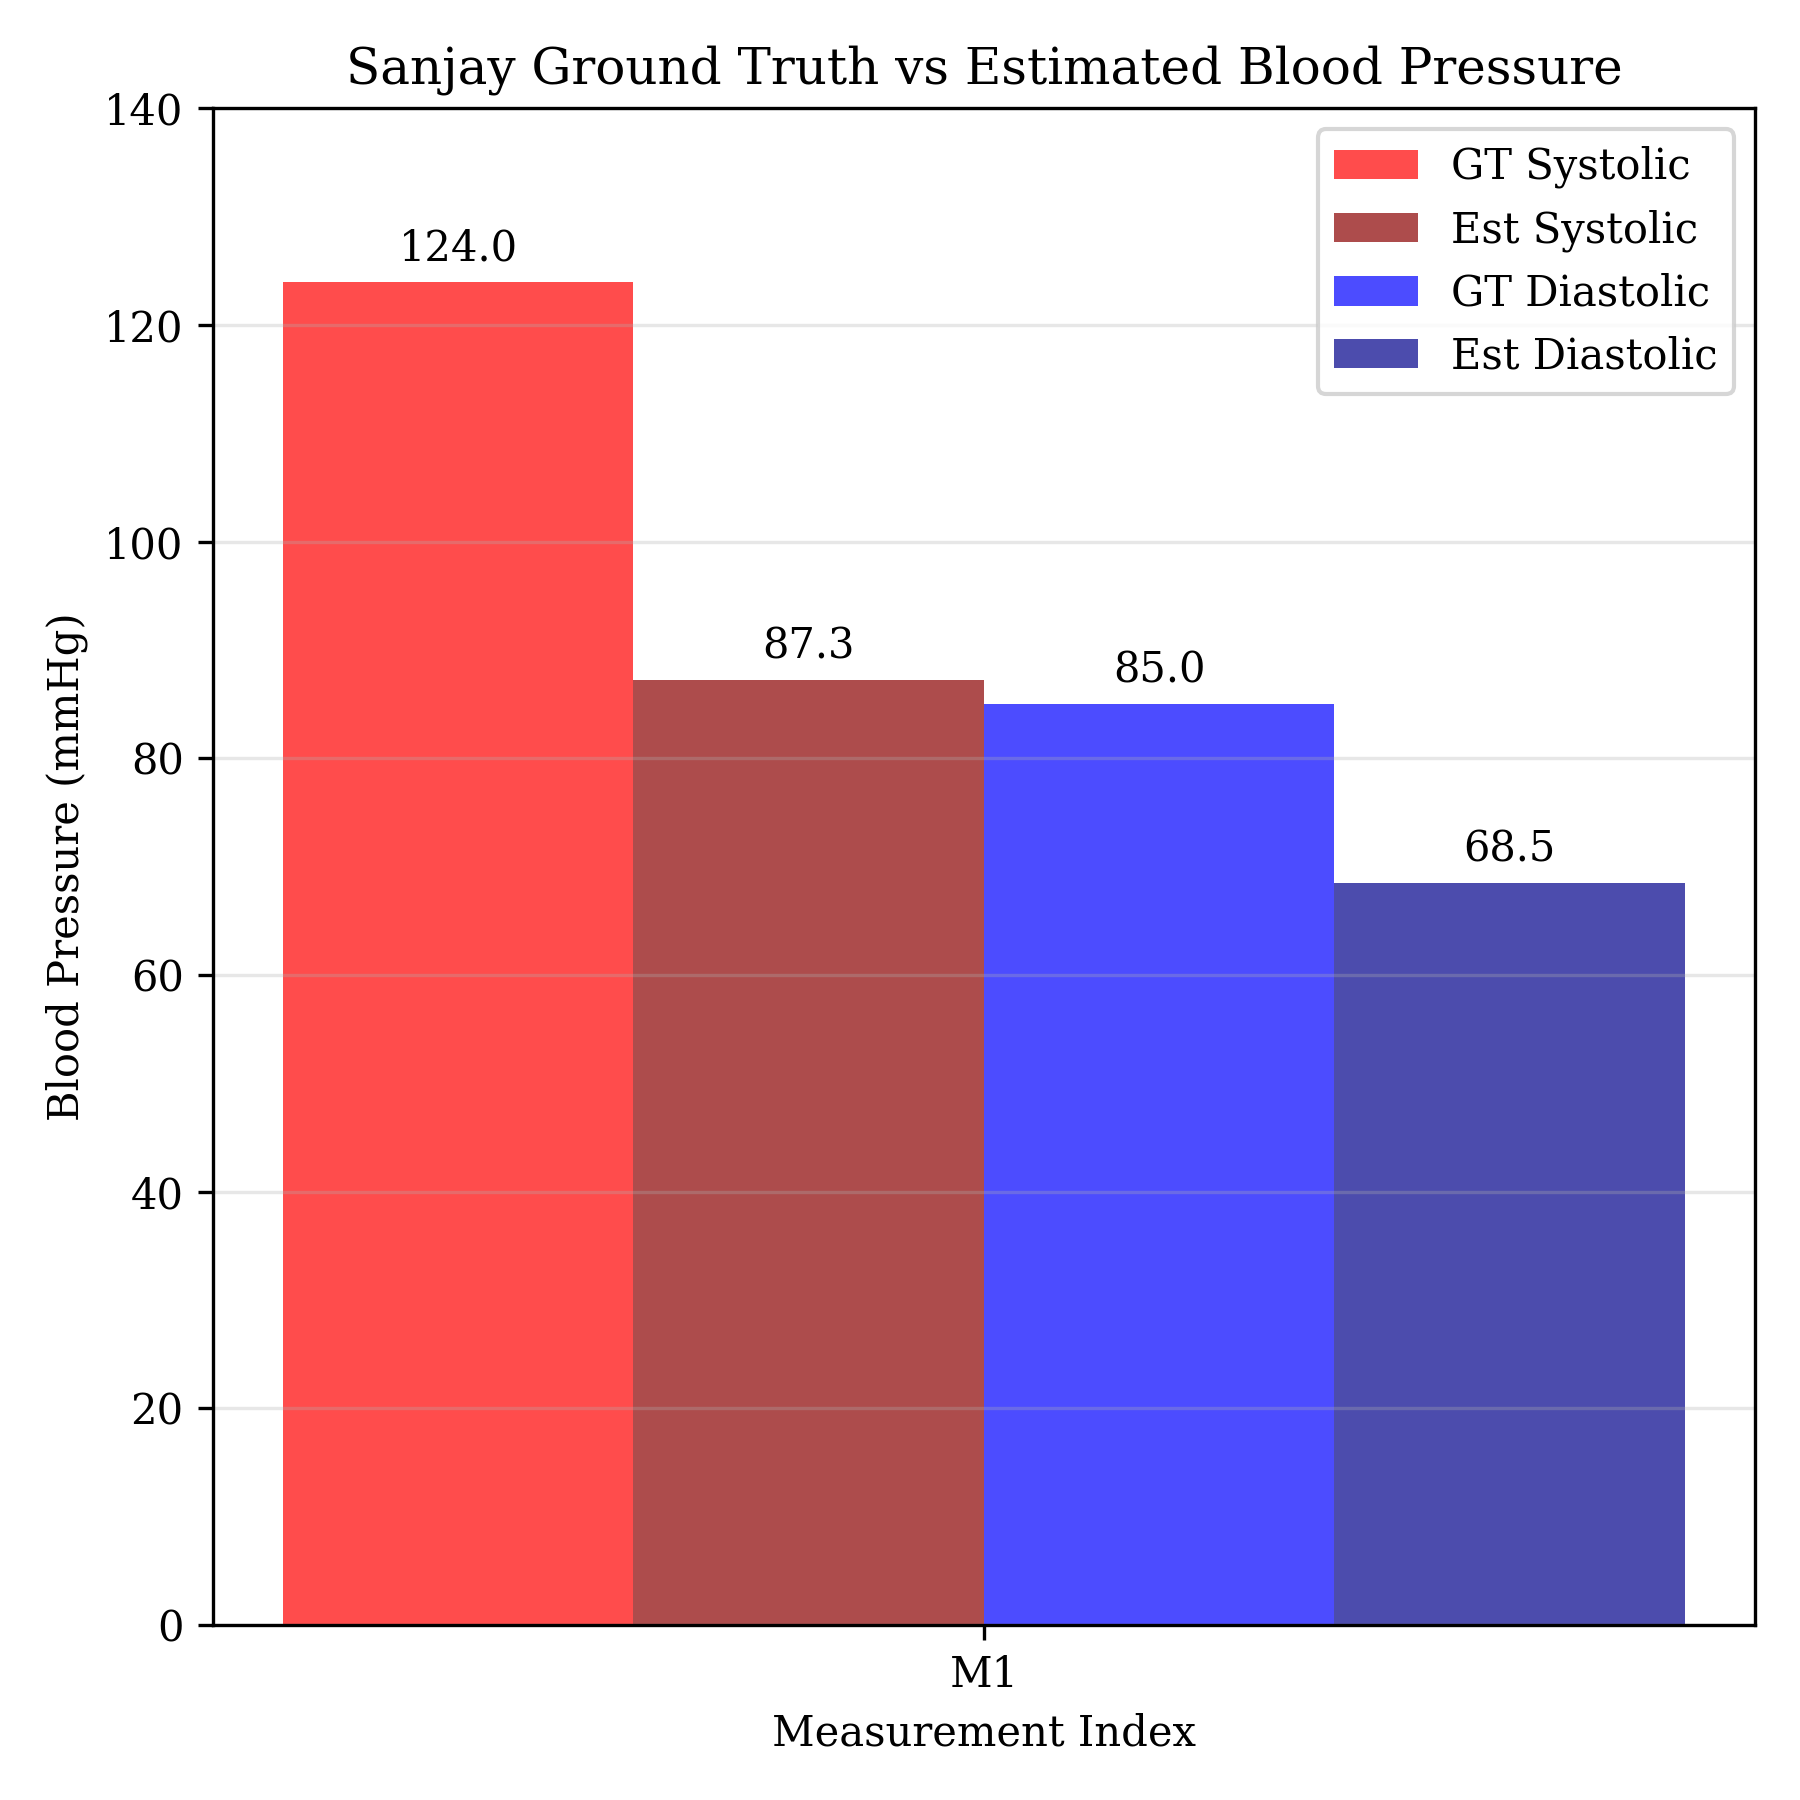 Sanjay Ground Truth vs Estimated Blood Pressure
140
120
100
80
60
40
20
0
Blood Pressure (mmHg)
124.0
87.3
85.0
68.5
GT Systolic
Est Systolic
GT Diastolic
Est Diastolic
M1
Measurement Index